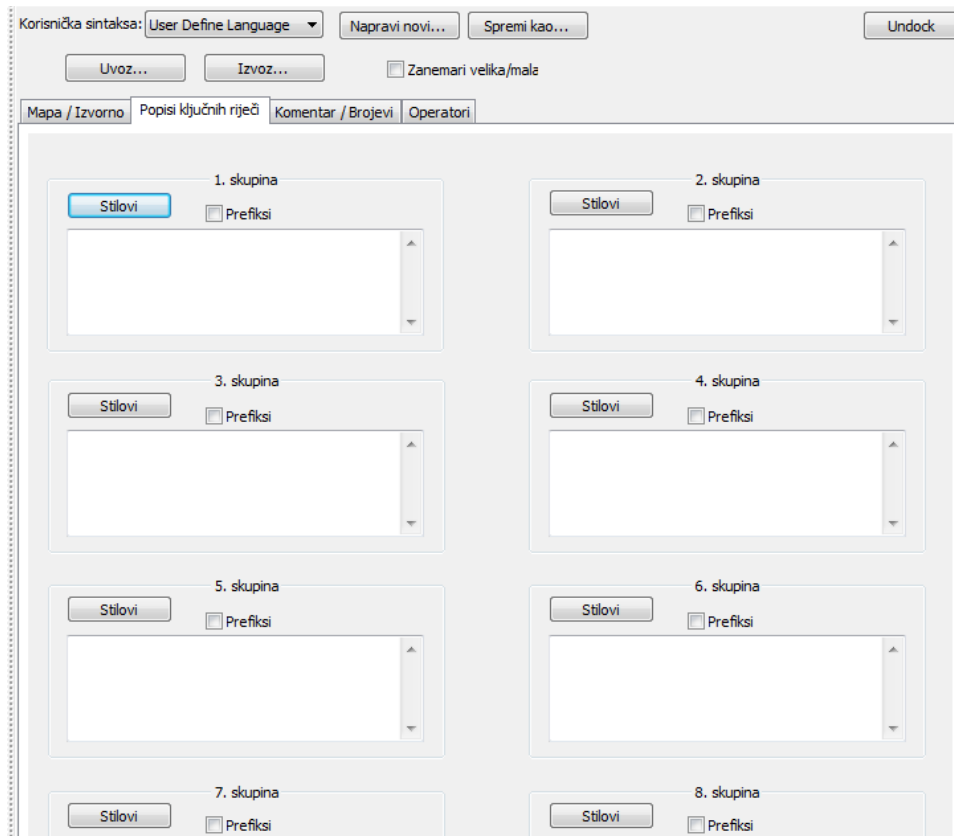 Korisnička sintaksa: User Define Language Napravi novi... Spremi kao... Undock
Uvoz... Izvoz... Zanemari velika/mala
Mapa / Izvorno Popisi ključnih riječi Komentar / Brojevi Operatori
1. skupina 2. skupina
Stilovi Prefiksi Stilovi Prefiksi
3. skupina 4. skupina
Stilovi Prefiksi Stilovi Prefiksi
5. skupina 6. skupina
Stilovi Prefiksi Stilovi Prefiksi
7. skupina 8. skupina
Stilovi Prefiksi Stilovi Prefiksi